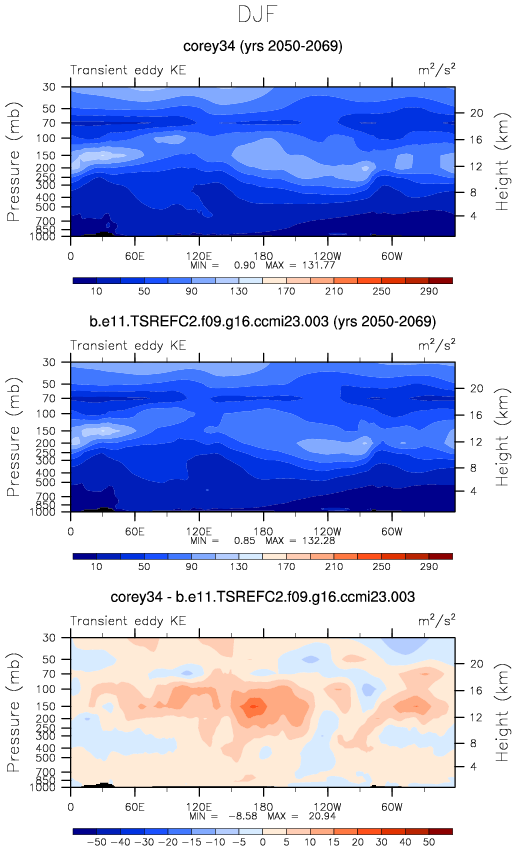 DJF
corey34 (yrs 2050-2069)
Transient eddy KE m²/s²
Pressure (mb)
30
50
70
100
150
200
250
300
400
500
700
850
1000
Height (km)
20
16
12
8
4
0 60E 120E 180 120W 60W
MIN = 0.90 MAX = 131.77
10 50 90 130 170 210 250 290
b.e11.TSREFC2.f09.g16.ccmi23.003 (yrs 2050-2069)
Transient eddy KE m²/s²
Pressure (mb)
30
50
70
100
150
200
250
300
400
500
700
850
1000
Height (km)
20
16
12
8
4
0 60E 120E 180 120W 60W
MIN = 0.85 MAX = 132.28
10 50 90 130 170 210 250 290
corey34 - b.e11.TSREFC2.f09.g16.ccmi23.003
Transient eddy KE m²/s²
Pressure (mb)
30
50
70
100
150
200
250
300
400
500
700
850
1000
Height (km)
20
16
12
8
4
0 60E 120E 180 120W 60W
MIN = -8.58 MAX = 20.94
-50 -40 -30 -20 -15 -10 -5 0 5 10 15 20 30 40 50